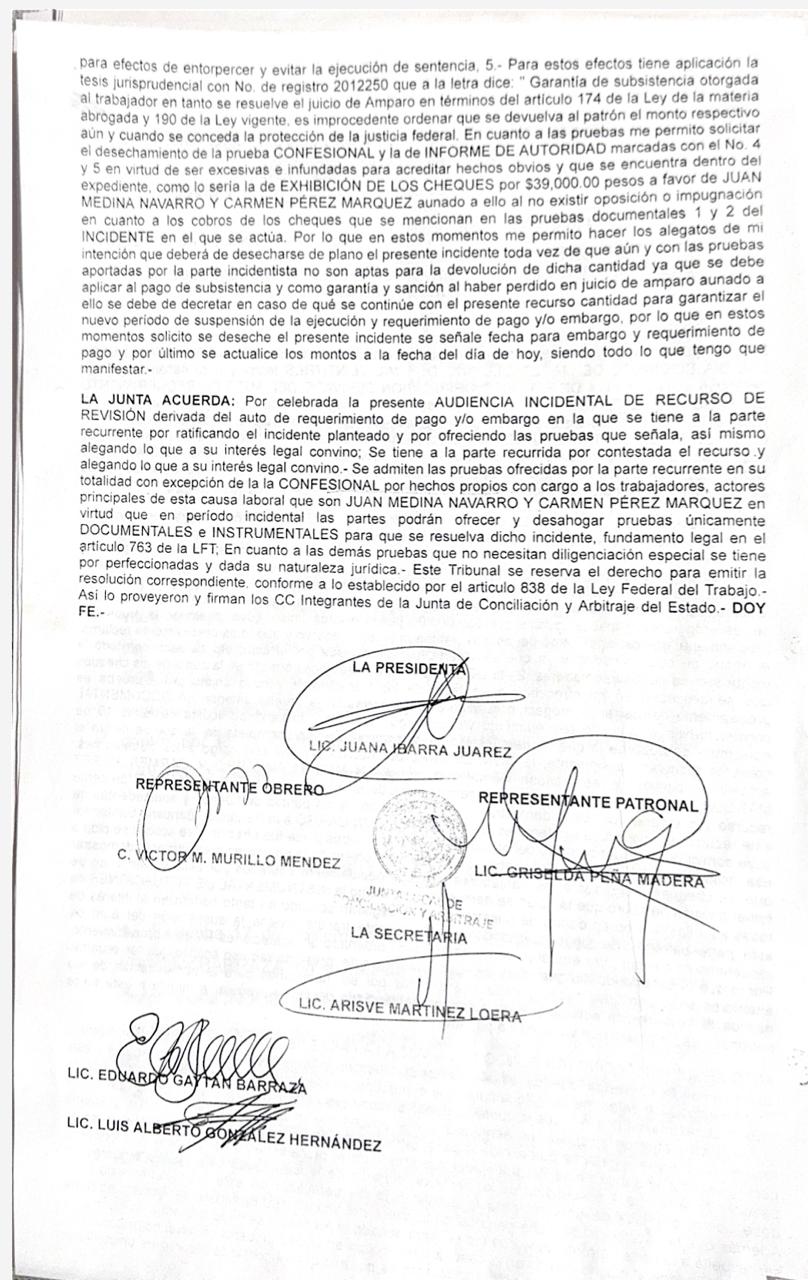 para efectos de entorpercer y evitar la ejecución de sentencia, 5.- Para estos efectos tiene aplicación la
tesis jurisprudencial con No. de registro 2012250 que a la letra dice: " Garantía de subsistencia otorgada
al trabajador en tanto se resuelve el juicio de Amparo en términos del artículo 174 de la Ley de la materia
abrogada y 190 de la Ley vigente, es improcedente ordenar que se devuelva al patrón el monto respectivo
aún y cuando se conceda la protección de la justicia federal. En cuanto a las pruebas me permito solicitar
el desechamiento de la prueba CONFESIONAL y la de INFORME DE AUTORIDAD marcadas con el No. 4
y 5 en virtud de ser excesivas e infundadas para acreditar hechos obvios y que se encuentra dentro del
expediente, como lo sería la de EXHIBICIÓN DE LOS CHEQUES por $39,000.00 pesos a favor de JUAN
MEDINA NAVARRO Y CARMEN PÉREZ MARQUEZ aunado a ello al no existir oposición o impugnación
en cuanto a los cobros de los cheques que se mencionan en las pruebas documentales 1 y 2 del
INCIDENTE en el que se actúa. Por lo que en estos momentos me permito hacer los alegatos de mi
intención que deberá de desecharse de plano el presente incidente toda vez de que aún y con las pruebas
aportadas por la parte incidentista no son aptas para la devolución de dicha cantidad ya que se debe
aplicar al pago de subsistencia y como garantía y sanción al haber perdido en juicio de amparo aunado a
ello se debe de decretar en caso de qué se continúe con el presente recurso cantidad para garantizar el
nuevo período de suspensión de la ejecución y requerimiento de pago y/o embargo, por lo que en estos
momentos solicito se deseche el presente incidente se señale fecha para embargo y requerimiento de
pago y por último se actualice los montos a la fecha del día de hoy, siendo todo lo que tengo que
manifestar.-
LA JUNTA ACUERDA: Por celebrada la presente AUDIENCIA INCIDENTAL DE RECURSO DE
REVISIÓN derivada del auto de requerimiento de pago y/o embargo en la que se tiene a la parte
recurrente por ratificando el incidente planteado y por ofreciendo las pruebas que señala, así mismo
alegando lo que a su interés legal convino; Se tiene a la parte recurrida por contestada el recurso y
alegando lo que a su interés legal convino.- Se admiten las pruebas ofrecidas por la parte recurrente en su
totalidad con excepción de la la CONFESIONAL por hechos propios con cargo a los trabajadores, actores
principales de esta causa laboral que son JUAN MEDINA NAVARRO Y CARMEN PÉREZ MARQUEZ en
virtud que en período incidental las partes podrán ofrecer y desahogar pruebas únicamente
DOCUMENTALES e INSTRUMENTALES para que se resuelva dicho incidente, fundamento legal en el
artículo 763 de la LFT; En cuanto a las demás pruebas que no necesitan diligenciación especial se tiene
por perfeccionadas y dada su naturaleza jurídica.- Este Tribunal se reserva el derecho para emitir la
resolución correspondiente. conforme a lo establecido por el articulo 838 de la Ley Federal del Trabajo.-
Así lo proveyeron y firman los CC Integrantes de la Junta de Conciliación y Arbitraje del Estado.- DOY
FE.-
LA PRESIDENTA
LIC. JUANA IBARRA JUAREZ
REPRESENTANTE OBRERO
REPRESENTANTE PATRONAL
C. VICTOR M. MURILLO MENDEZ
LIC. GRISELDA PEÑA MADERA
JUNTA LOCAL DE
CONCILIACION Y ARBITRAJE
LA SECRETARIA
LIC. ARISVE MARTINEZ LOERA
LIC. EDUARDO GAYTAN BARRAZA
LIC. LUIS ALBERTO GONZÁLEZ HERNÁNDEZ